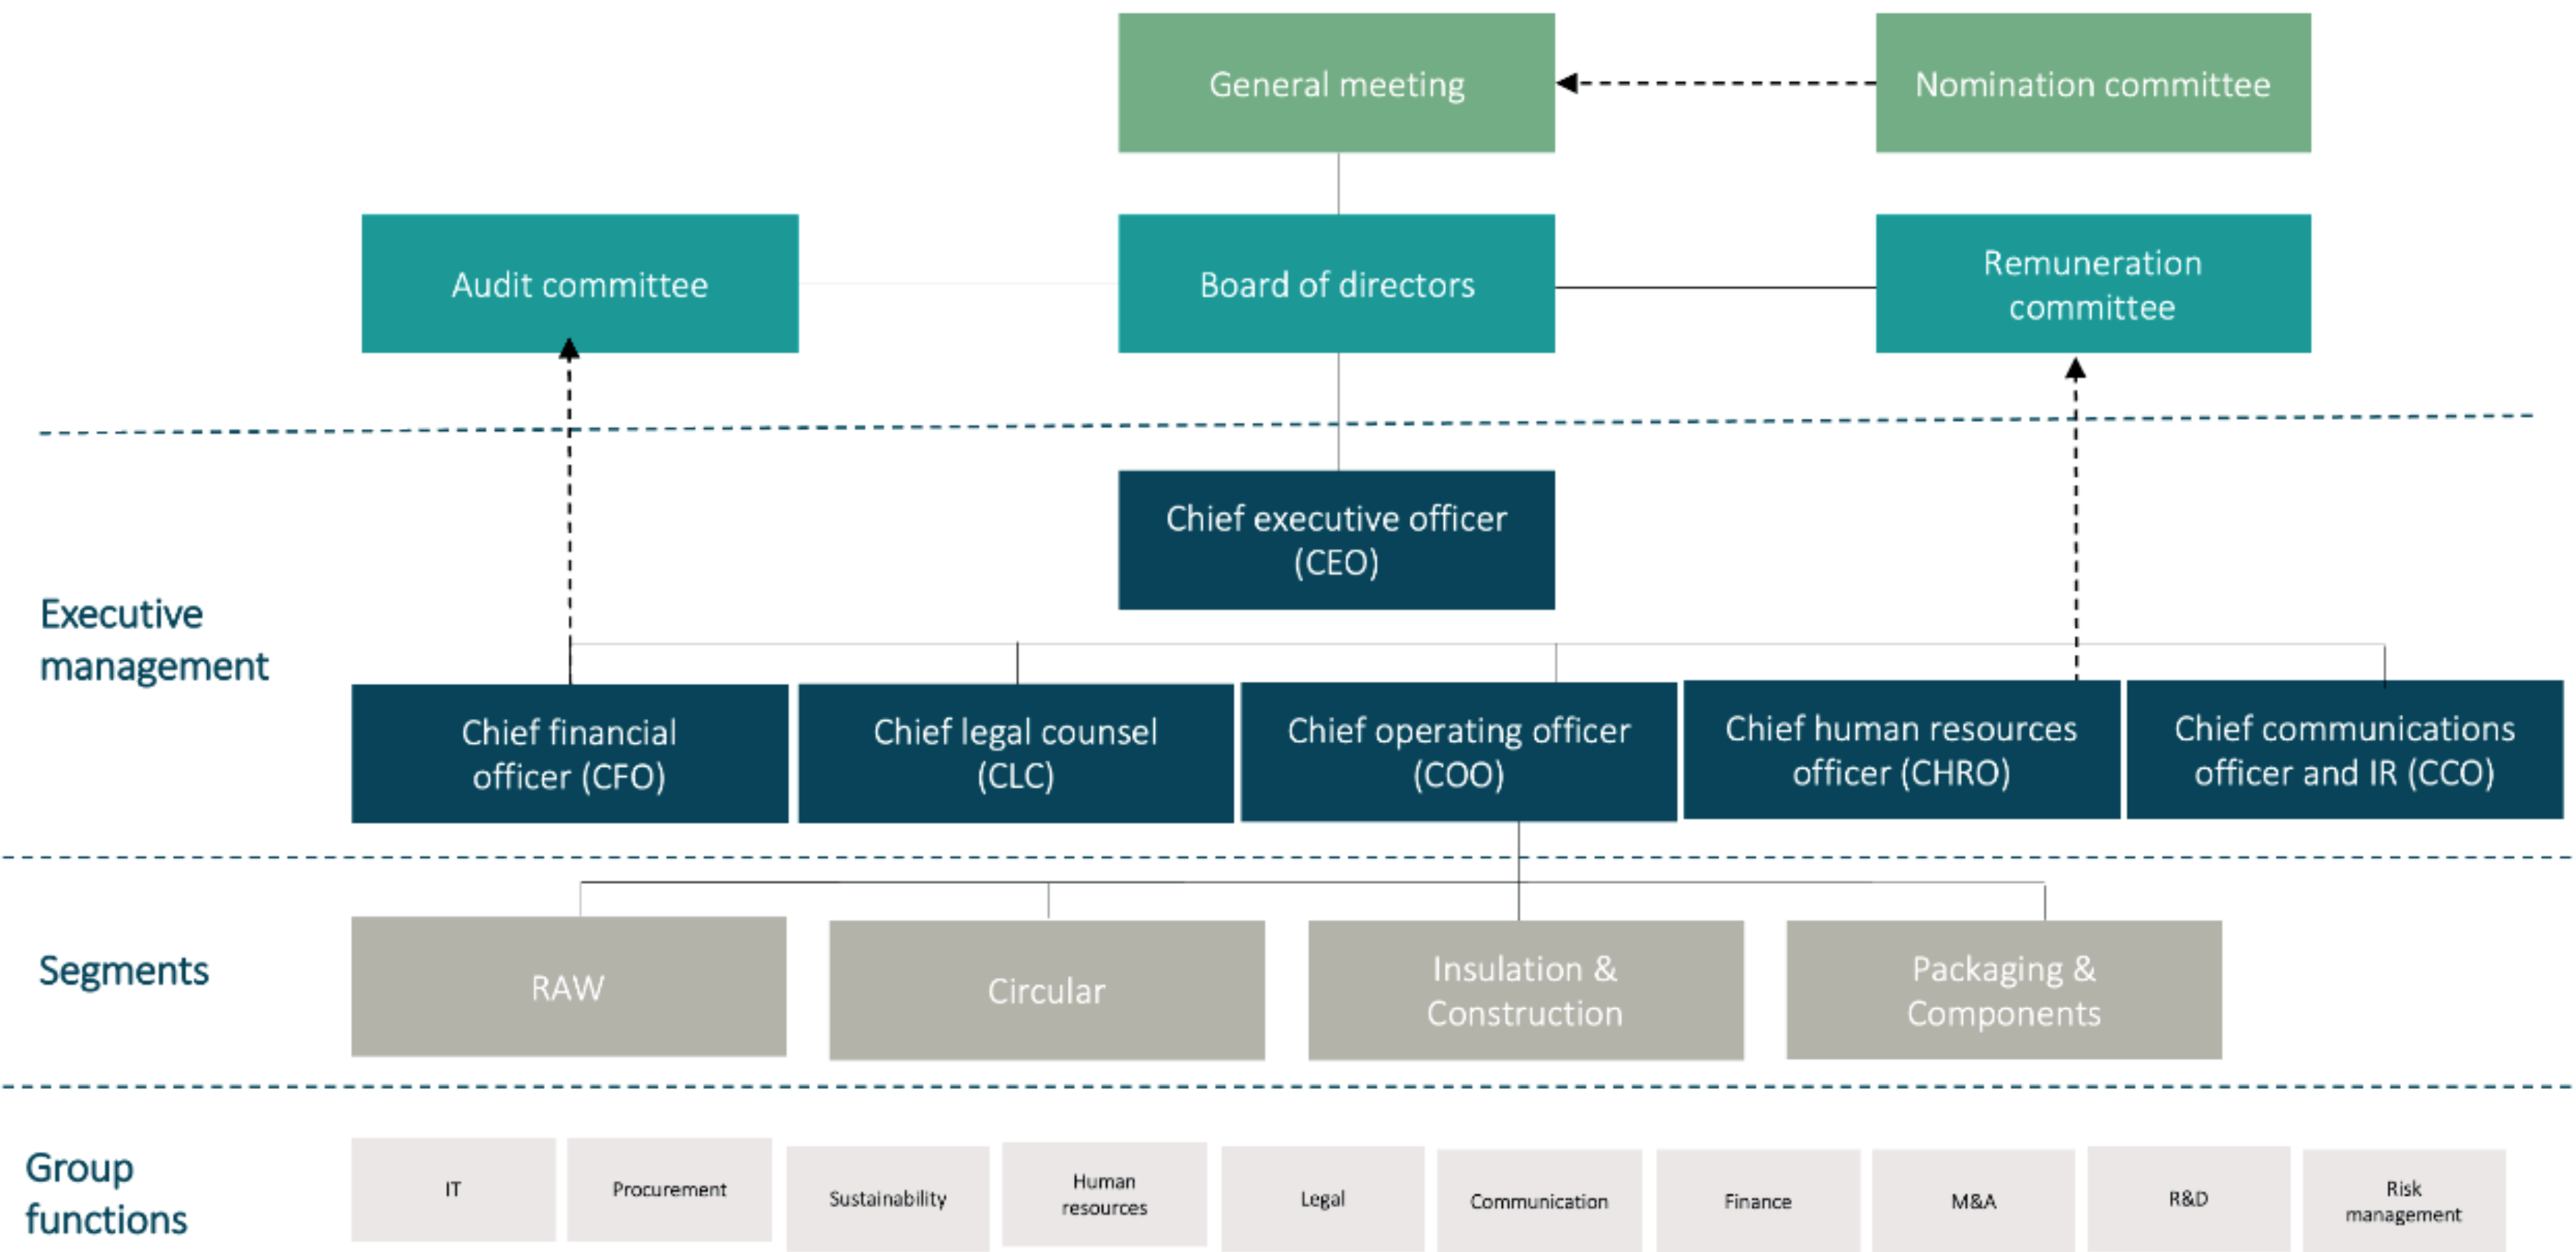 General meeting
Nomination committee
Audit committee
Board of directors
Remuneration
committee
Chief executive officer
(CEO)
Executive
management
Chief financial
officer (CFO)
Chief legal counsel
(CLC)
Chief operating officer
(COO)
Chief human resources
officer (CHRO)
Chief communications
officer and IR (CCO)
Segments
RAW
Circular
Insulation &
Construction
Packaging &
Components
Group
functions
IT
Procurement
Sustainability
Human
resources
Legal
Communication
Finance
M&A
R&D
Risk
management